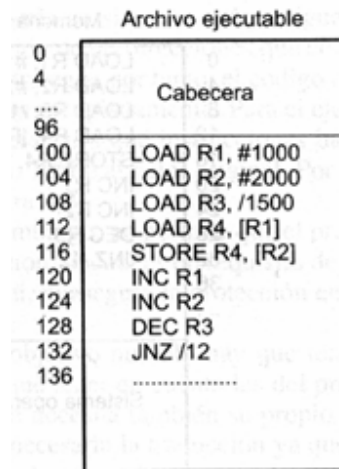 Archivo ejecutable
0
4
Cabecera
....
96
100 LOAD R1, #1000
104 LOAD R2, #2000
108 LOAD R3, /1500
112 LOAD R4, [R1]
116 STORE R4, [R2]
120 INC R1
124 INC R2
128 DEC R3
132 JNZ /12
136 ..................